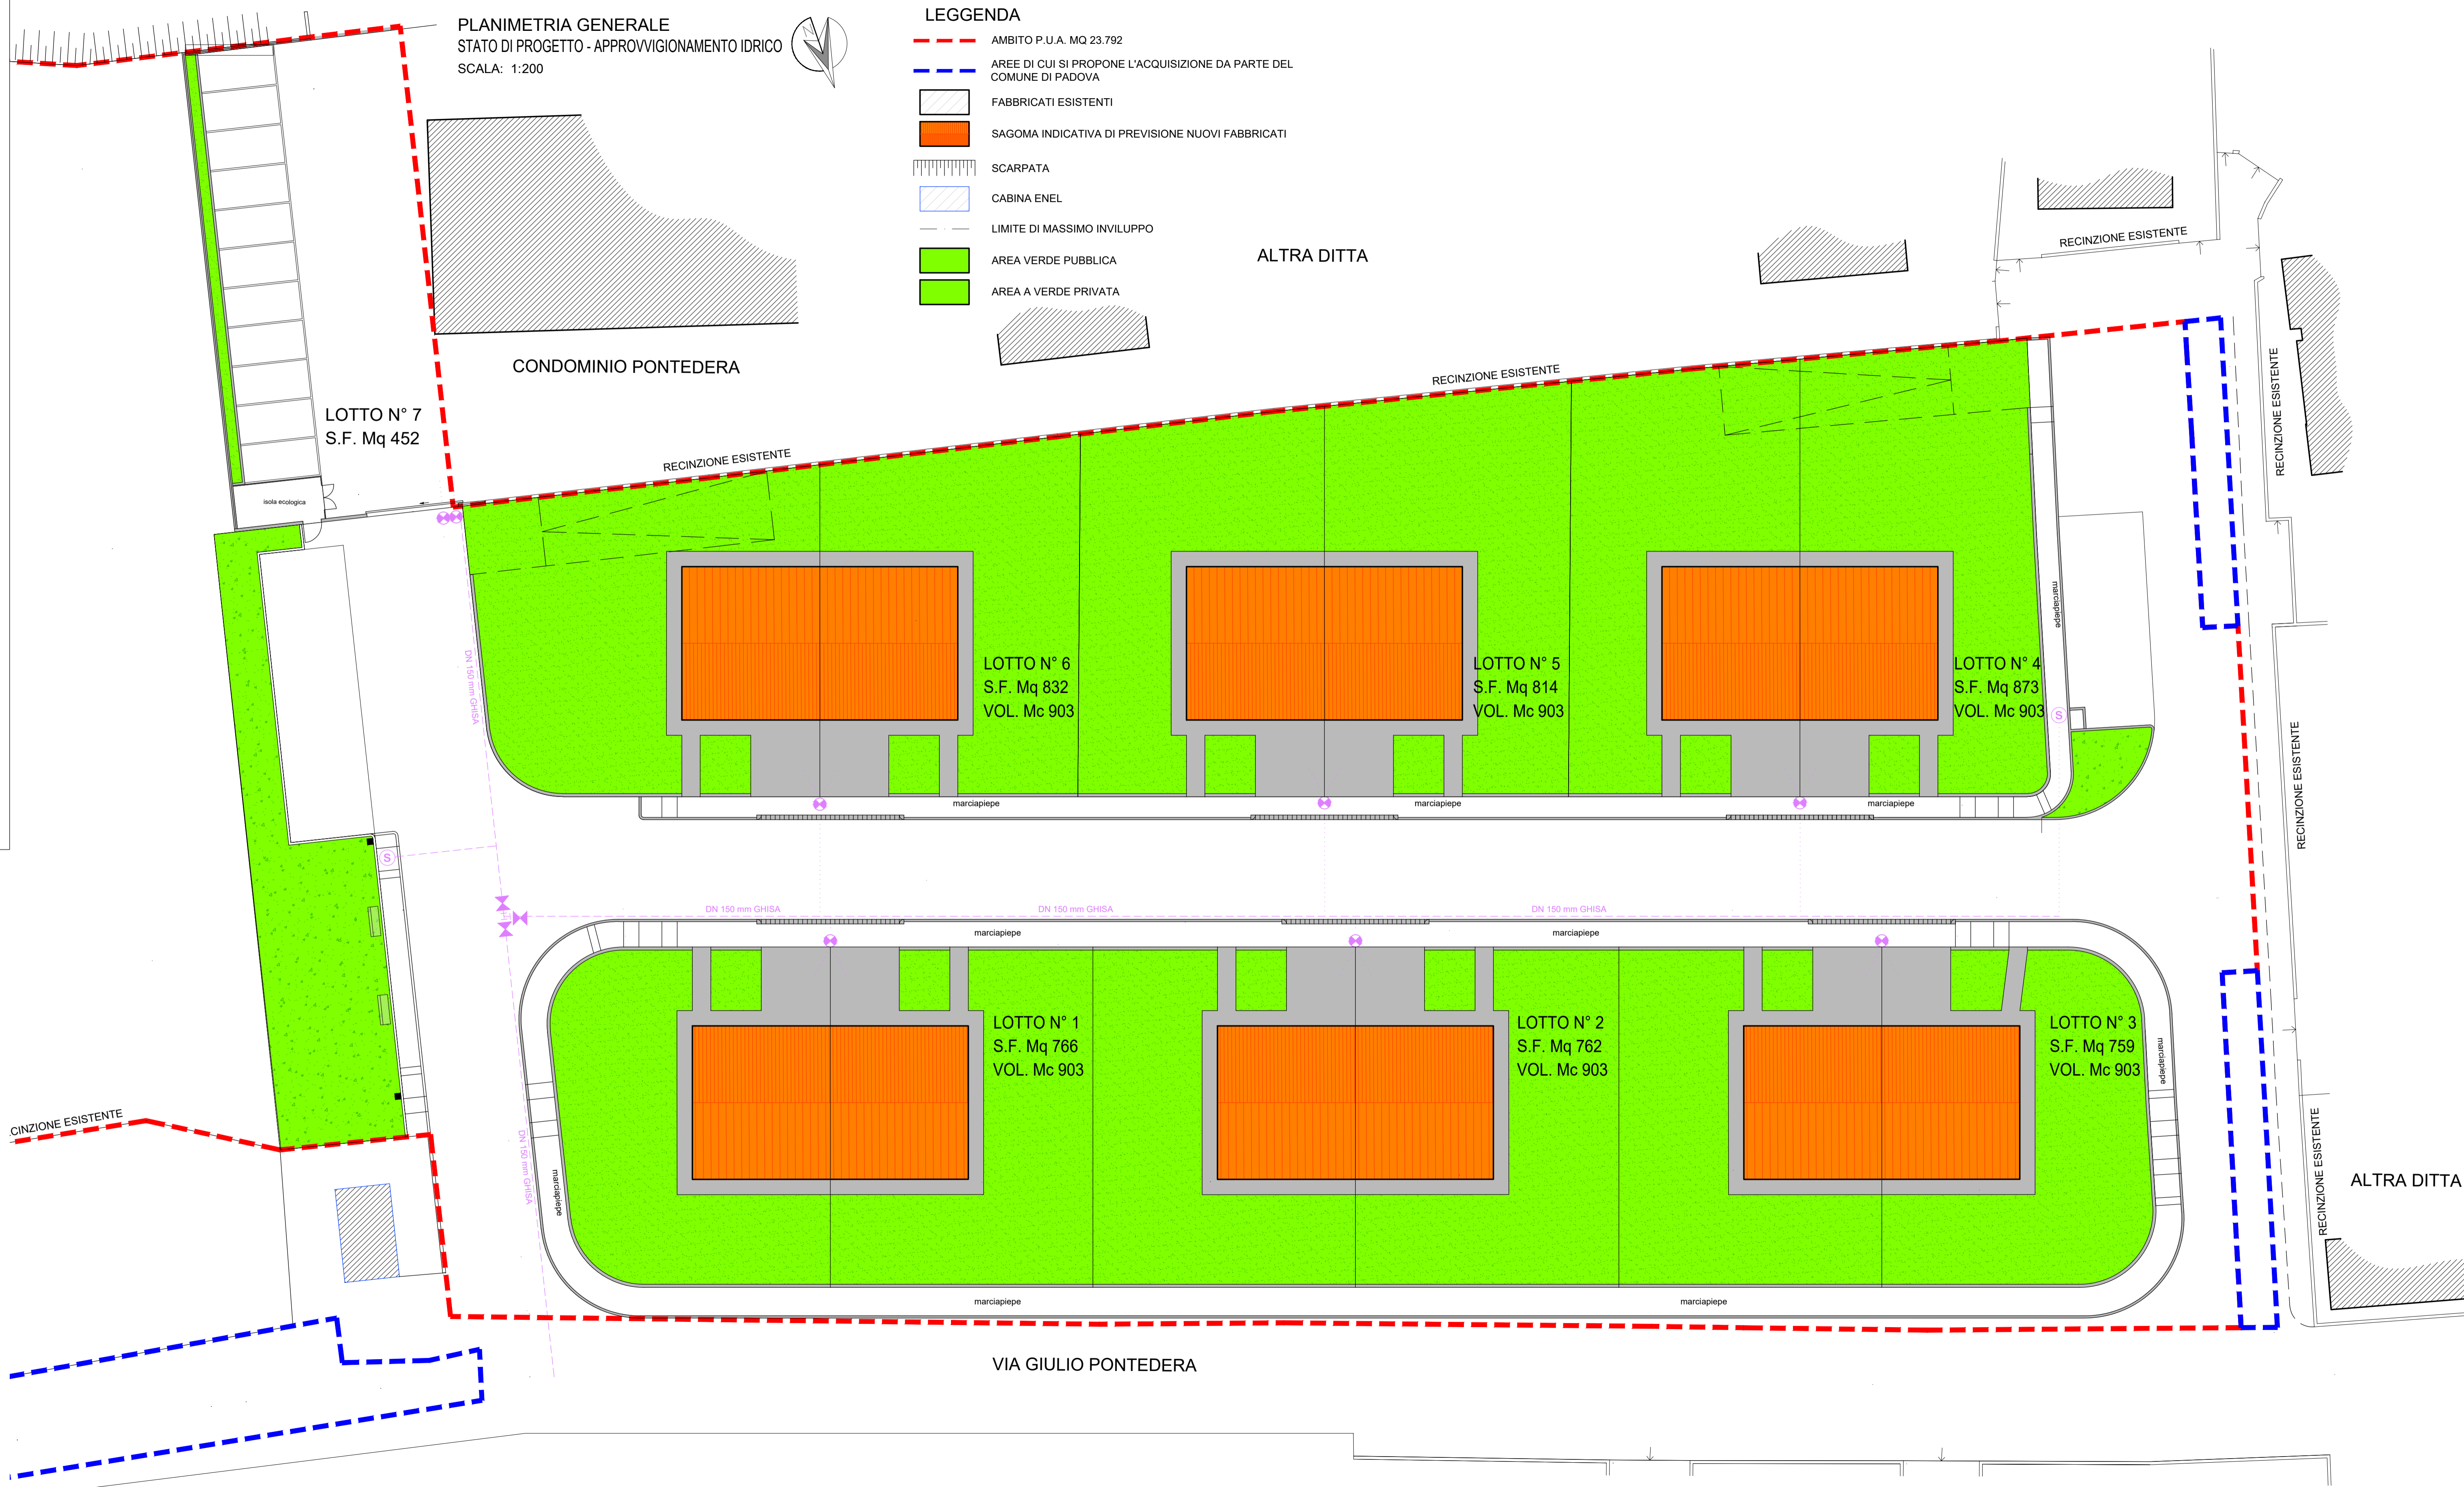 PLANIMETRIA GENERALE
STATO DI PROGETTO - APPROVVIGIONAMENTO IDRICO
SCALA: 1:200
N
LEGGENDA
AMBITO P.U.A. MQ 23.792
AREE DI CUI SI PROPONE L'ACQUISIZIONE DA PARTE DEL
COMUNE DI PADOVA
FABBRICATI ESISTENTI
SAGOMA INDICATIVA DI PREVISIONE NUOVI FABBRICATI
SCARPATA
CABINA ENEL
LIMITE DI MASSIMO INVILUPPO
AREA VERDE PUBBLICA
AREA A VERDE PRIVATA
ALTRA DITTA
RECINZIONE ESISTENTE
CONDOMINIO PONTEDERA
RECINZIONE ESISTENTE
RECINZIONE ESISTENTE
LOTTO N° 7
S.F. Mq 452
RECINZIONE ESISTENTE
isola ecologica
marciapiepe
DN 150 mm GHISA
LOTTO N° 6
S.F. Mq 832
VOL. Mc 903
LOTTO N° 5
S.F. Mq 814
VOL. Mc 903
LOTTO N° 4
S.F. Mq 873
VOL. Mc 903
S
RECINZIONE ESISTENTE
marciapiepe
marciapiepe
marciapiepe
S
DN 150 mm GHISA
DN 150 mm GHISA
DN 150 mm GHISA
marciapiepe
marciapiepe
LOTTO N° 1
S.F. Mq 766
VOL. Mc 903
LOTTO N° 2
S.F. Mq 762
VOL. Mc 903
LOTTO N° 3
S.F. Mq 759
VOL. Mc 903
marciapiepe
CINZIONE ESISTENTE
DN 150 mm GHISA
marciapiepe
RECINZIONE ESISTENTE
ALTRA DITTA
marciapiepe
marciapiepe
VIA GIULIO PONTEDERA